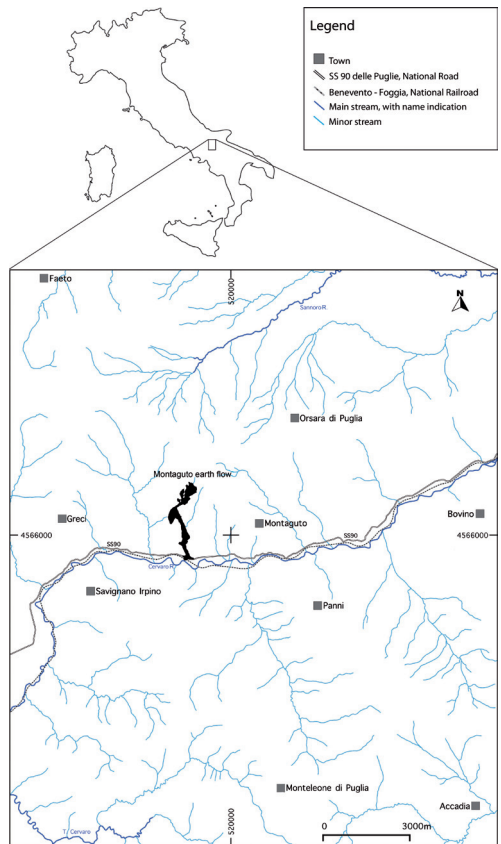 Legend
Town
SS 90 delle Puglie, National Road
Benevento - Foggia, National Railroad
Main stream, with name indication
Minor stream
Faeto
520000
N
Sannoro R.
Orsara di Puglia
Montaguto earth flow
Greci
Montaguto
SS90
Bovino
4566000
4566000
SS90
Cervaro R.
Savignano Irpino
Panni
Monteleone di Puglia
Accadia
T. Cervaro
520000
0 3000m